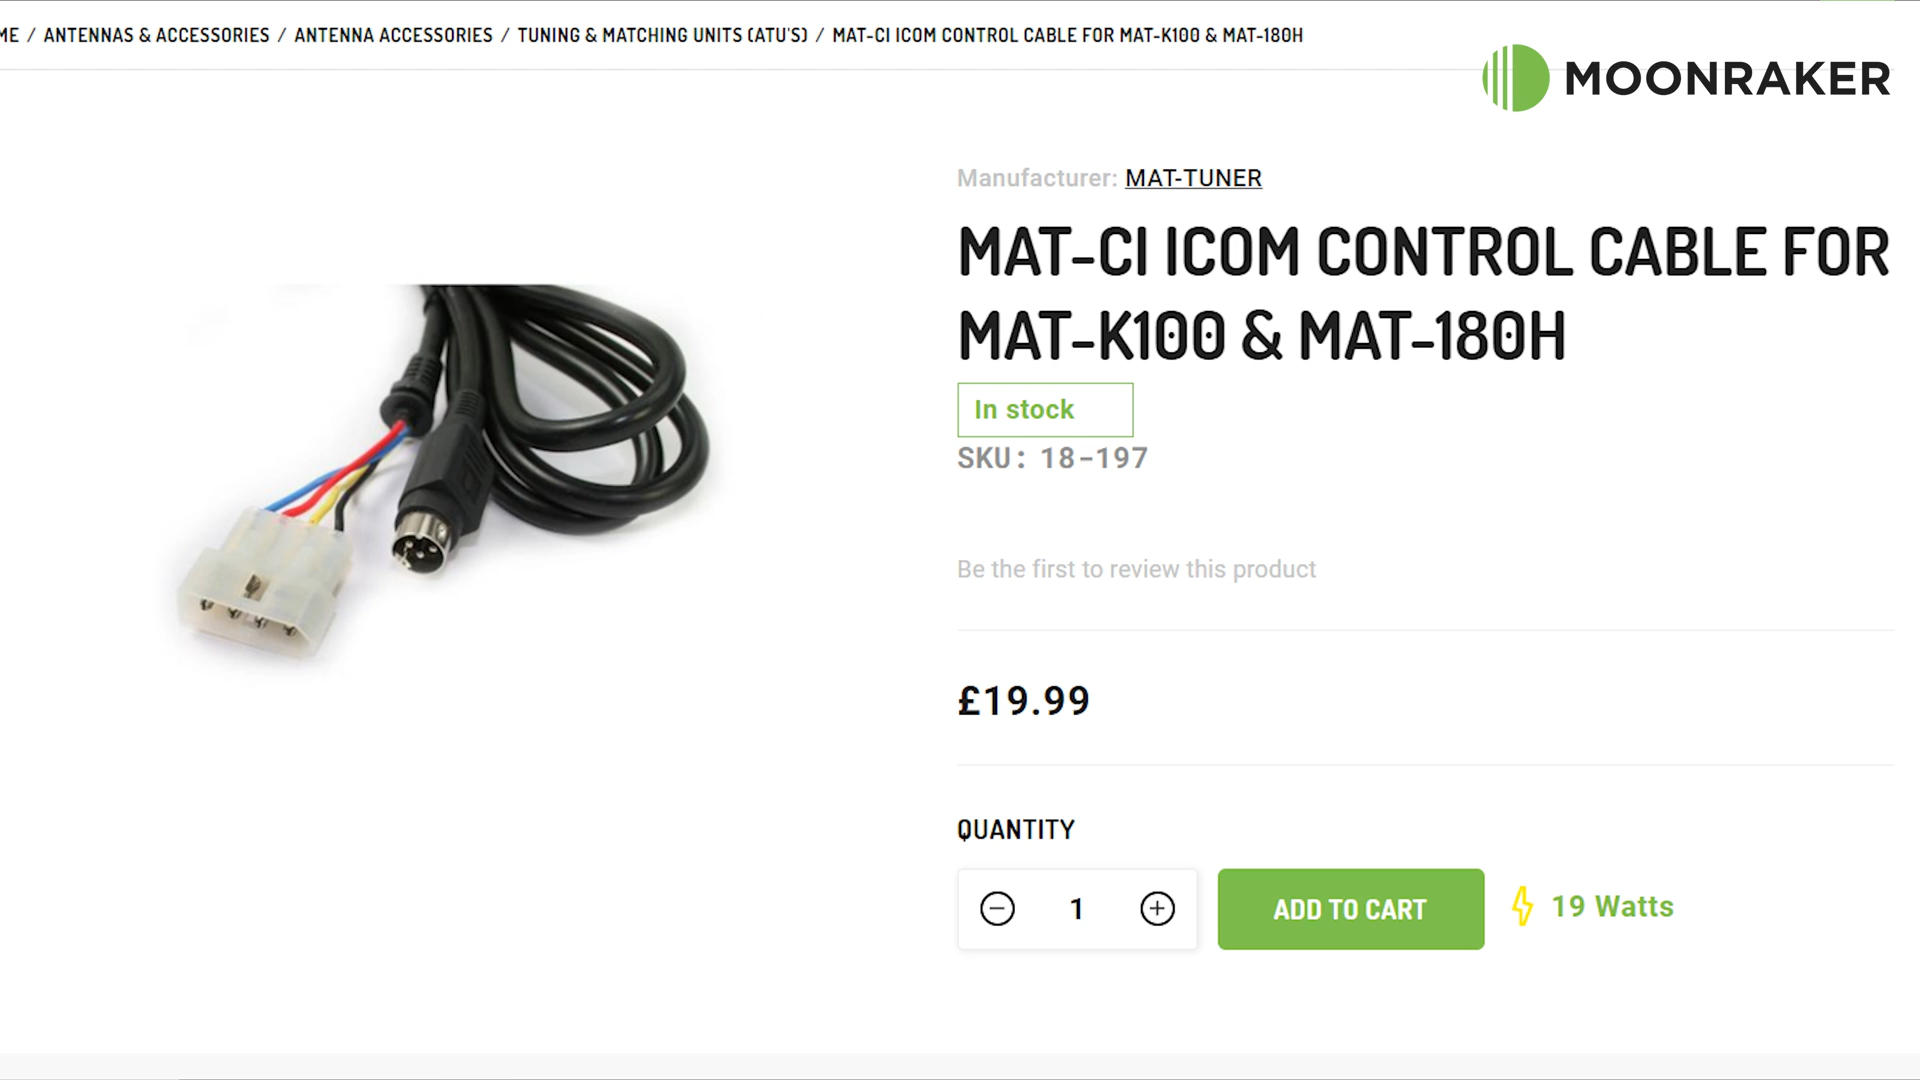 ME / ANTENNAS & ACCESSORIES / ANTENNA ACCESSORIES / TUNING & MATCHING UNITS (ATU'S) / MAT-CI ICOM CONTROL CABLE FOR MAT-K100 & MAT-180H
MOONRAKER
Manufacturer: MAT-TUNER
MAT-CI ICOM CONTROL CABLE FOR
MAT-K100 & MAT-180H
In stock
SKU: 18-197
Be the first to review this product
£19.99
QUANTITY
1
ADD TO CART
19 Watts